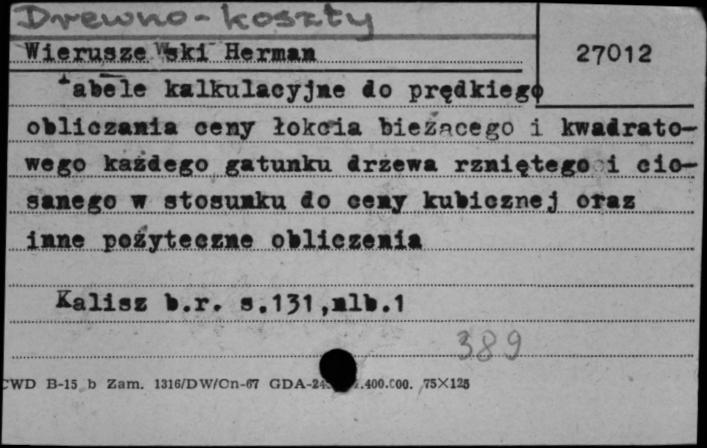 Drewno-koszty
Wierusze Wski Herman
27012
Tabele kalkulacyjne do prędkiego
obliczania ceny łokcia bieżącego i kwadrato-
wego każdego gatunku drzewa rzniętego i cio-
sanego w stosunku do ceny kubicznej oraz
inne pożyteczne obliczenia
Kalisz b.r. s.131,nlb.1
389
CWD B-15 b Zam. 1316/DW/Cn-67 GDA-24 .400.000. 75X125